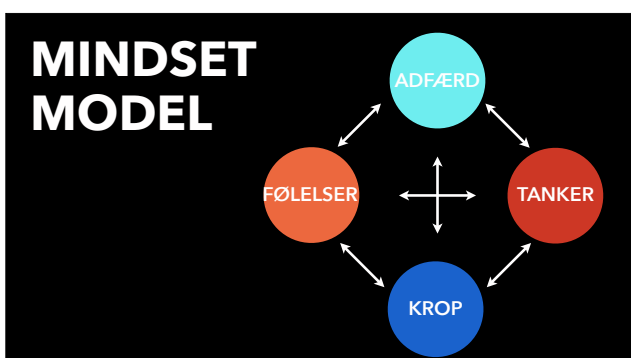 MINDSET
MODEL
ADFÆRD
FØLELSER
TANKER
KROP